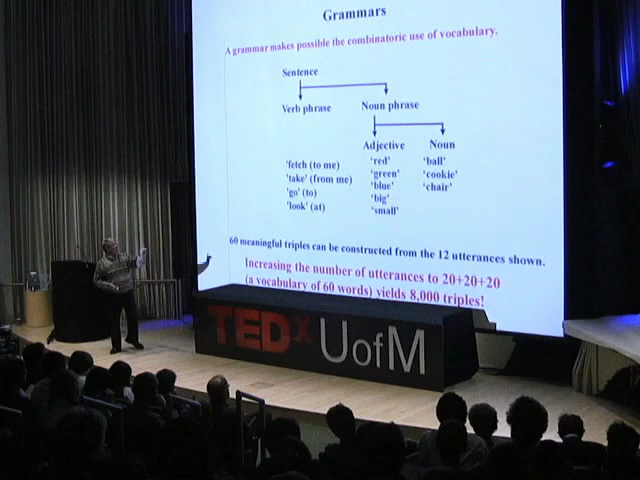 Grammars
A grammar makes possible the combinatoric use of vocabulary.
Sentence
Verb phrase
Noun phrase
Adjective Noun
'fetch (to me) 'red' 'ball'
'take' (from me) 'green' 'cookie'
'go' (to) 'blue' 'chair'
'look' (at) 'big'
'small'
60 meaningful triples can be constructed from the 12 utterances shown.
Increasing the number of utterances to 20+20+20
(a vocabulary of 60 words) yields 8,000 triples!
TEDx UofM